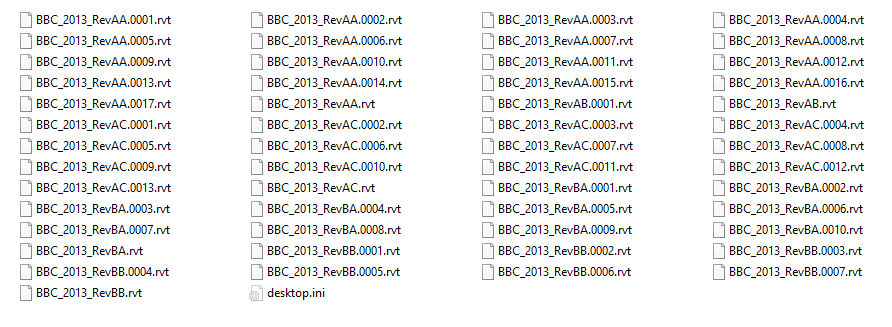 BBC_2013_RevAA.0001.rvt BBC_2013_RevAA.0002.rvt BBC_2013_RevAA.0003.rvt BBC_2013_RevAA.0004.rvt
BBC_2013_RevAA.0005.rvt BBC_2013_RevAA.0006.rvt BBC_2013_RevAA.0007.rvt BBC_2013_RevAA.0008.rvt
BBC_2013_RevAA.0009.rvt BBC_2013_RevAA.0010.rvt BBC_2013_RevAA.0011.rvt BBC_2013_RevAA.0012.rvt
BBC_2013_RevAA.0013.rvt BBC_2013_RevAA.0014.rvt BBC_2013_RevAA.0015.rvt BBC_2013_RevAA.0016.rvt
BBC_2013_RevAA.0017.rvt BBC_2013_RevAA.rvt BBC_2013_RevAB.0001.rvt BBC_2013_RevAB.rvt
BBC_2013_RevAC.0001.rvt BBC_2013_RevAC.0002.rvt BBC_2013_RevAC.0003.rvt BBC_2013_RevAC.0004.rvt
BBC_2013_RevAC.0005.rvt BBC_2013_RevAC.0006.rvt BBC_2013_RevAC.0007.rvt BBC_2013_RevAC.0008.rvt
BBC_2013_RevAC.0009.rvt BBC_2013_RevAC.0010.rvt BBC_2013_RevAC.0011.rvt BBC_2013_RevAC.0012.rvt
BBC_2013_RevAC.0013.rvt BBC_2013_RevAC.rvt BBC_2013_RevBA.0001.rvt BBC_2013_RevBA.0002.rvt
BBC_2013_RevBA.0003.rvt BBC_2013_RevBA.0004.rvt BBC_2013_RevBA.0005.rvt BBC_2013_RevBA.0006.rvt
BBC_2013_RevBA.0007.rvt BBC_2013_RevBA.0008.rvt BBC_2013_RevBA.0009.rvt BBC_2013_RevBA.0010.rvt
BBC_2013_RevBA.rvt BBC_2013_RevBB.0001.rvt BBC_2013_RevBB.0002.rvt BBC_2013_RevBB.0003.rvt
BBC_2013_RevBB.0004.rvt BBC_2013_RevBB.0005.rvt BBC_2013_RevBB.0006.rvt BBC_2013_RevBB.0007.rvt
BBC_2013_RevBB.rvt desktop.ini